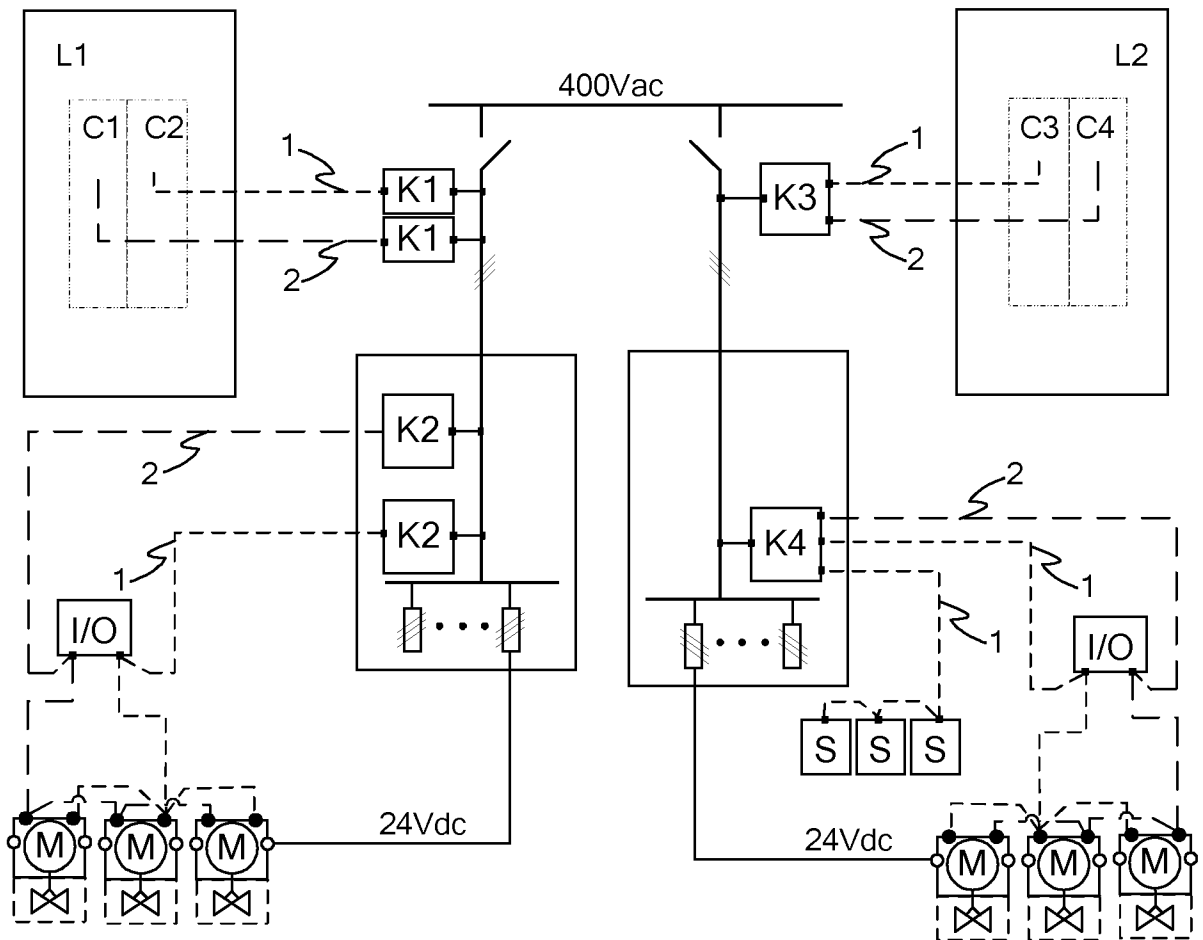 L1
L2
400Vac
C1 C2
C3 C4
1
1
K1
K3
K1
2
2
K2
2
2
K2
K4
1
1
1
I/O
I/O
S S S
24Vdc
24Vdc
M M M
M M M